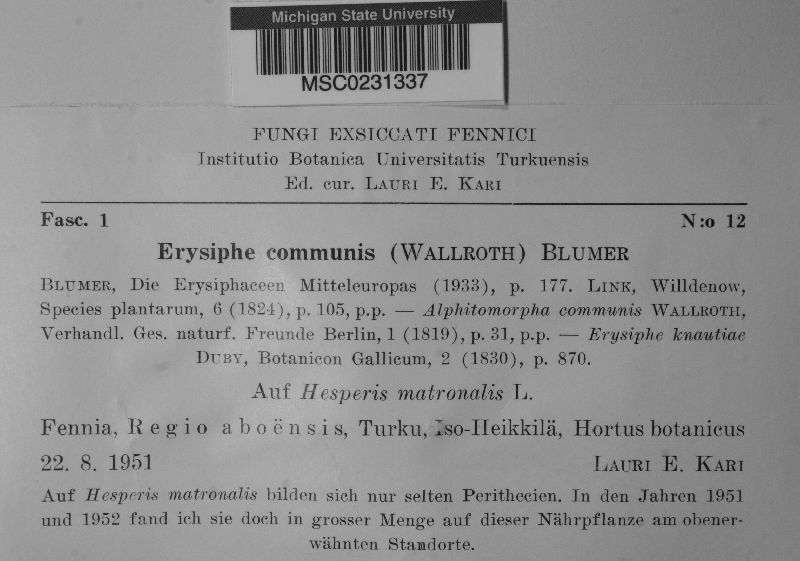 Michigan State University
MSC0231337
FUNGI EXSICCATI FENNICI
Institutio Botanica Universitatis Turkuensis
Ed. cur. LAURI E. KARI
Fasc. 1 N:o 12
Erysiphe communis (WALLROTH) BLUMER
BLUMER, Die Erysiphaceen Mitteleuropas (1933), p. 177. LINK, Willdenow,
Species plantarum, 6 (1824), p. 105, p.p. — Alphitomorpha communis WALLROTH,
Verhandl. Ges. naturf. Freunde Berlin, 1 (1819), p. 31, p.p. — Erysiphe knautiae
DUBY, Botanicon Gallicum, 2 (1830), p. 870.
Auf Hesperis matronalis L.
Fennia, Regio aboënsis, Turku, Iso-Heikkilä, Hortus botanicus
22. 8. 1951 LAURI E. KARI
Auf Hesperis matronalis bilden sich nur selten Perithecien. In den Jahren 1951
und 1952 fand ich sie doch in grosser Menge auf dieser Nährpflanze am obener-
wähnten Standorte.